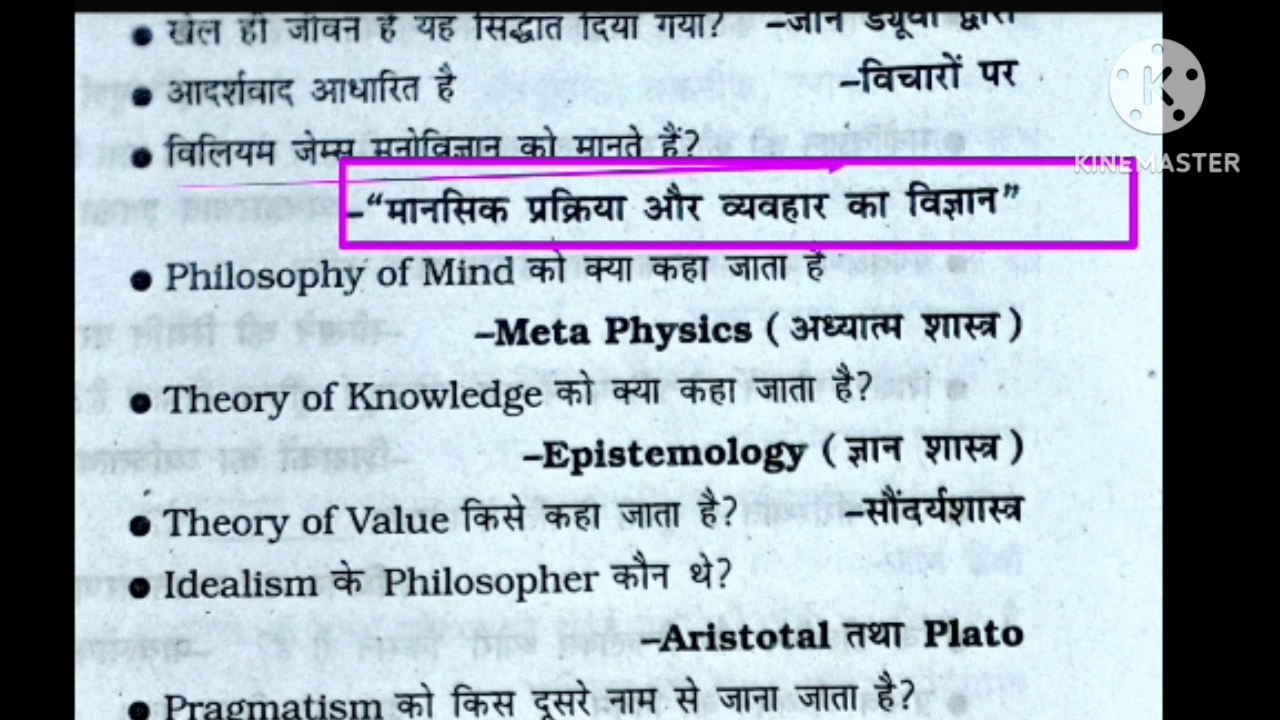 • खेल ही जीवन है यह सिद्धांत दिया गया? –जॉन ड्यूवी द्वारा
• आदर्शवाद आधारित है –विचारों पर
• विलियम जेम्स मनोविज्ञान को मानते हैं?
–“मानसिक प्रक्रिया और व्यवहार का विज्ञान”
• Philosophy of Mind को क्या कहा जाता है
–Meta Physics ( अध्यात्म शास्त्र )
• Theory of Knowledge को क्या कहा जाता है?
–Epistemology ( ज्ञान शास्त्र )
• Theory of Value किसे कहा जाता है? –सौंदर्यशास्त्र
• Idealism के Philosopher कौन थे?
–Aristotal तथा Plato
• Pragmatism को किस दूसरे नाम से जाना जाता है?
KINEMASTER